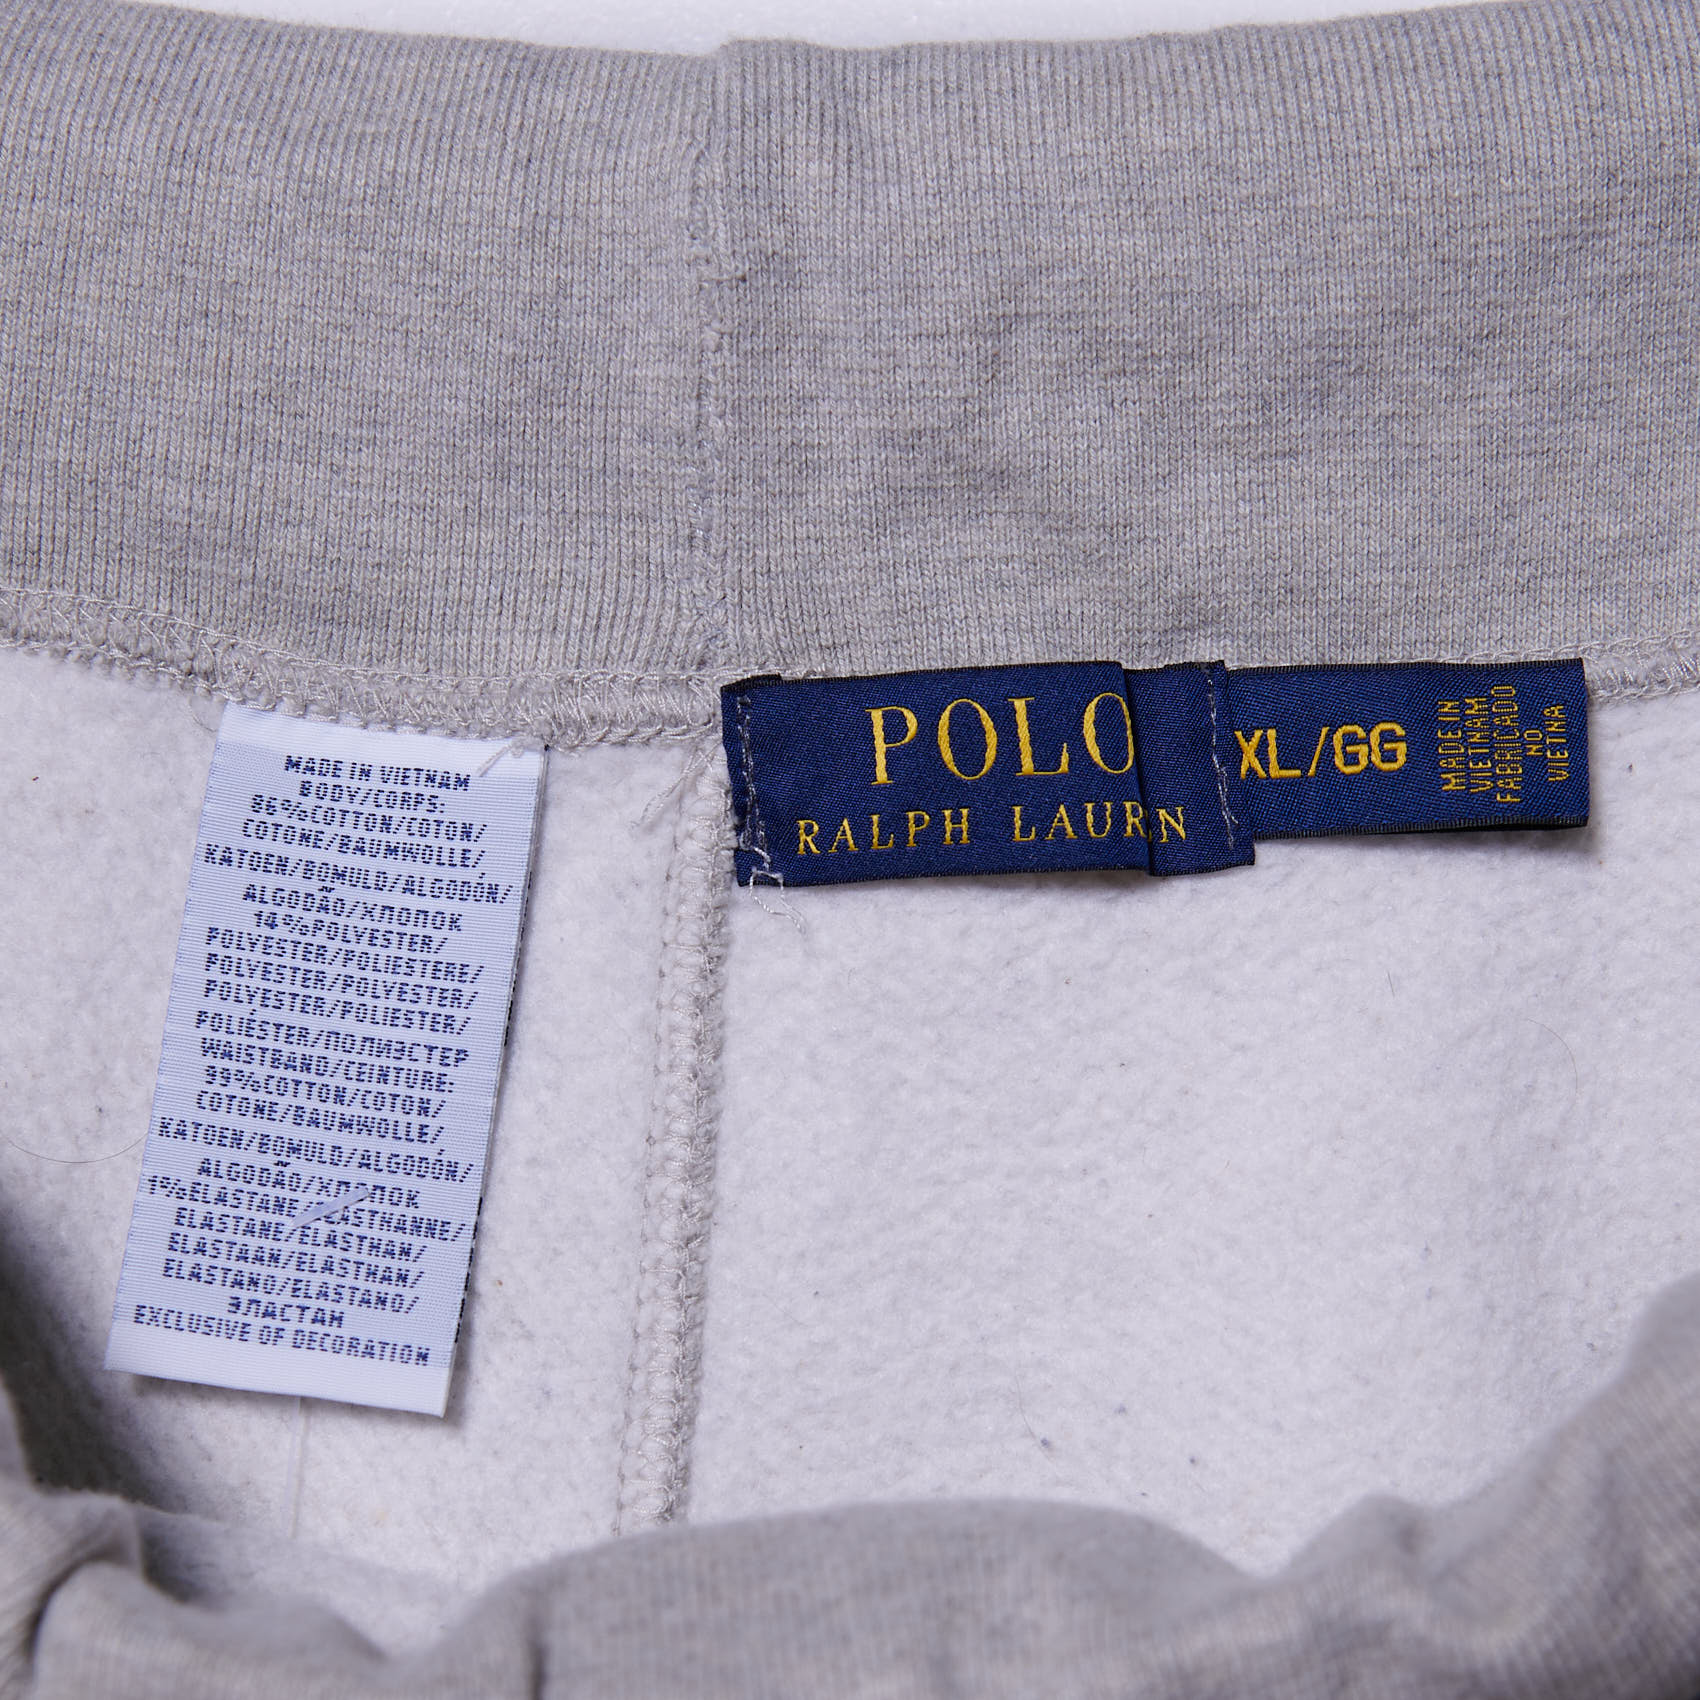 MADE IN VIETNAM
BODY/CORPS:
86%COTTON/COTON/
COTONE/BAUMWOLLE/
KATOEN/BOMULD/ALGODÓN/
ALGODÃO/ХЛОПОК
14%POLYESTER/
POLYESTER/POLIESTERE/
POLYESTER/POLYESTER/
POLYESTER/POLIESTER/
POLIÉSTER/ПОЛИЭСТЕР
WAISTBAND/CEINTURE:
99%COTTON/COTON/
COTONE/BAUMWOLLE/
KATOEN/BOMULD/ALGODÓN/
ALGODÃO/ХЛОПОК
1%ELASTANE/ELASTHANNE/
ELASTANE/ELASTHAN/
ELASTAAN/ELASTHAN/
ELASTANO/ELASTANO/
ЭЛАСТАН
EXCLUSIVE OF DECORATION
POLO
RALPH LAURN
XL/GG
MADE IN
VIETNAM
FABRICADO
NO
VIETNA